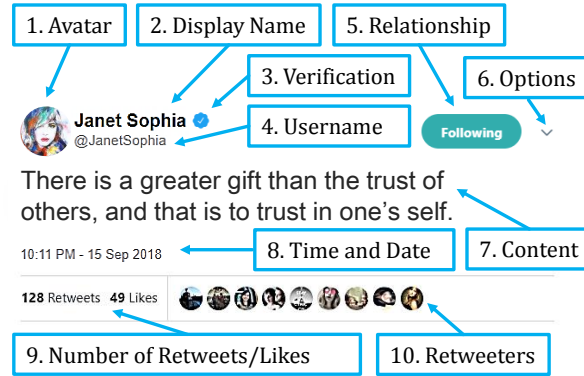 1. Avatar
2. Display Name
5. Relationship
3. Verification
6. Options
Janet Sophia
@JanetSophia
4. Username
Following
There is a greater gift than the trust of
others, and that is to trust in one’s self.
10:11 PM - 15 Sep 2018
8. Time and Date
7. Content
128 Retweets 49 Likes
9. Number of Retweets/Likes
10. Retweeters